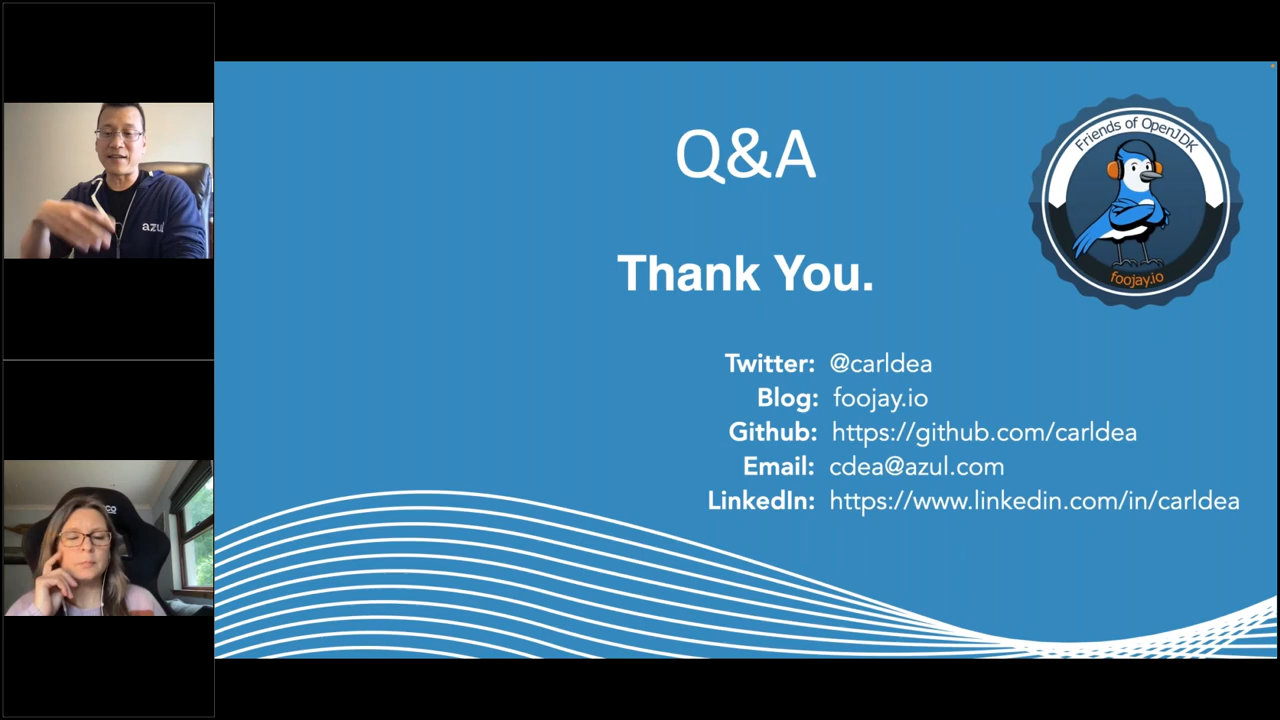 Q&A
Thank You.
Friends of OpenJDK
foojay.io
Twitter: @carldea
Blog: foojay.io
Github: https://github.com/carldea
Email: cdea@azul.com
LinkedIn: https://www.linkedin.com/in/carldea
azul